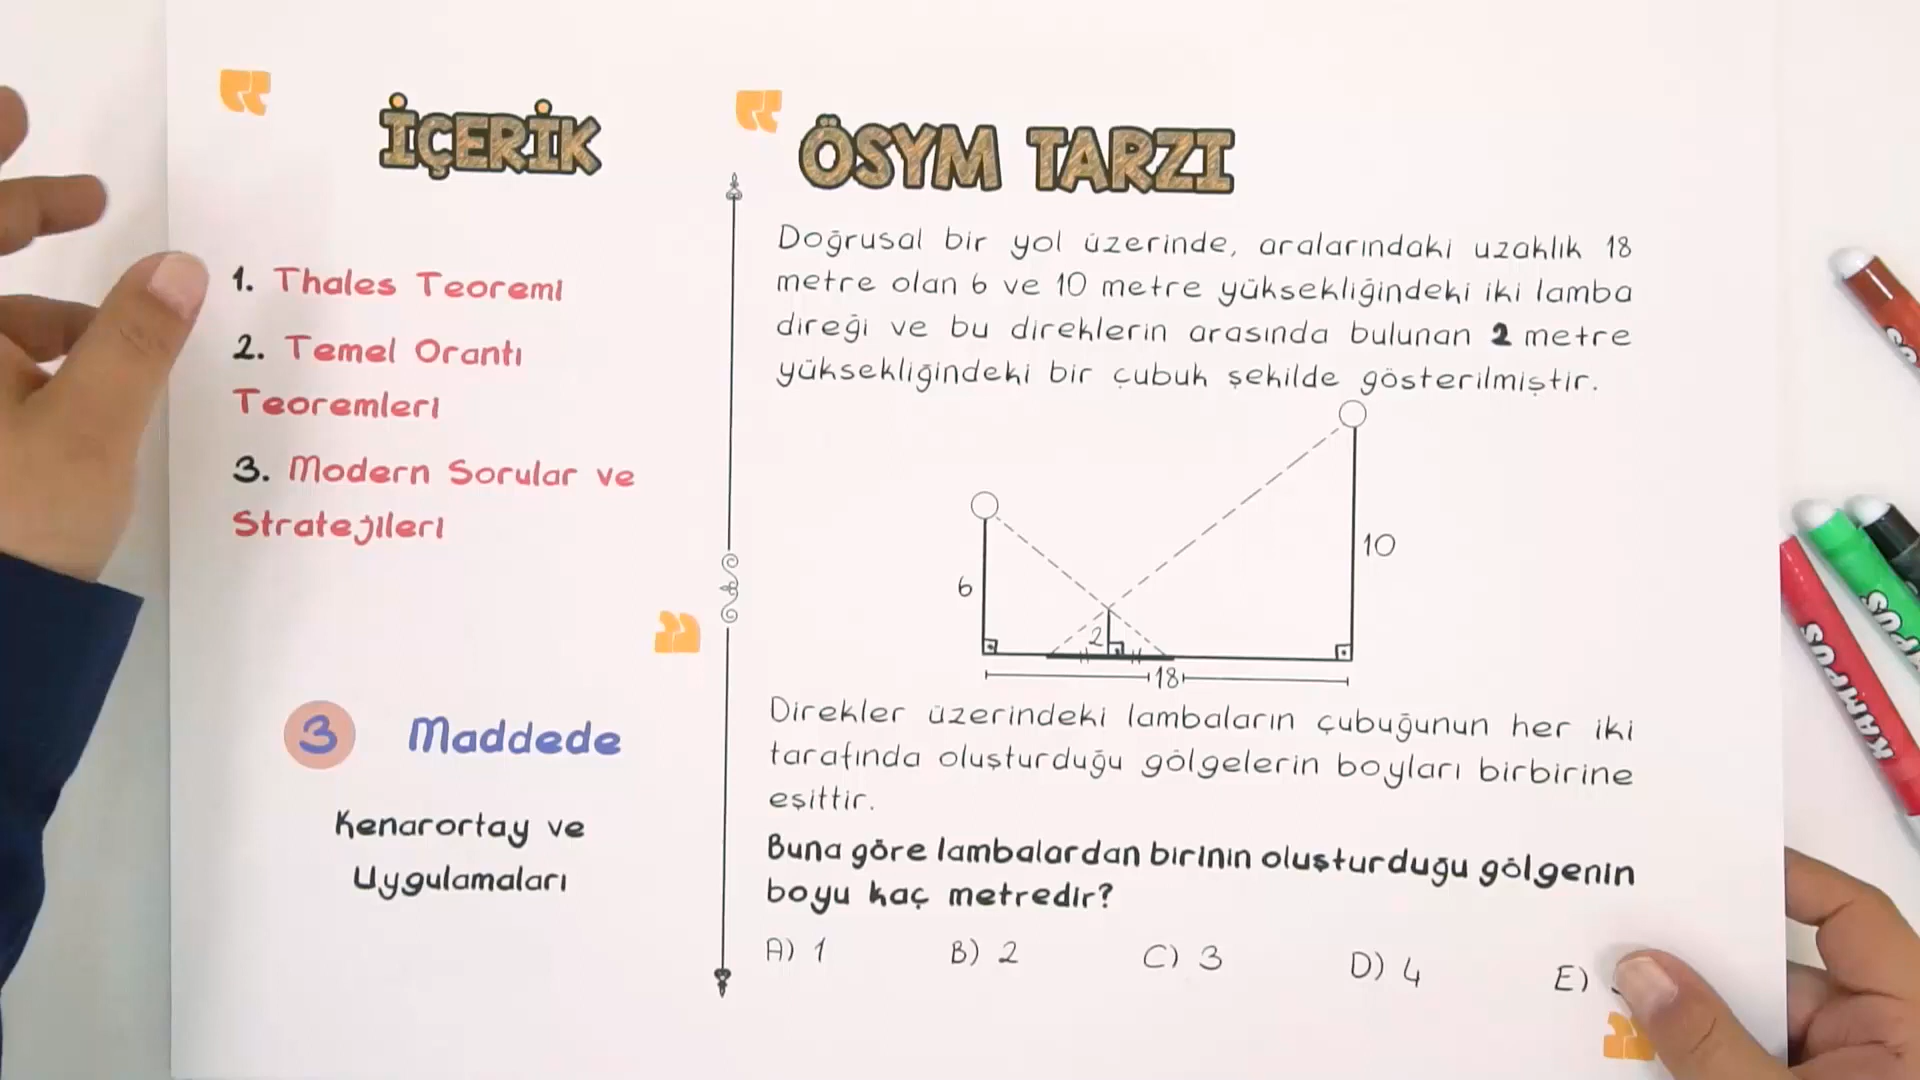 İÇERİK
1. Thales Teoremi
2. Temel Orantı
Teoremleri
3. Modern Sorular ve
Stratejileri
3 Maddede
Kenarortay ve
Uygulamaları
ÖSYM TARZI
Doğrusal bir yol üzerinde, aralarındaki uzaklık 18
metre olan 6 ve 10 metre yüksekliğindeki iki lamba
direği ve bu direklerin arasında bulunan 2 metre
yüksekliğindeki bir çubuk şekilde gösterilmiştir.
10
6
2
18
Direkler üzerindeki lambaların çubuğunun her iki
tarafında oluşturduğu gölgelerin boyları birbirine
eşittir.
Buna göre lambalardan birinin oluşturduğu gölgenin
boyu kaç metredir?
A) 1 B) 2 C) 3 D) 4 E)
KAMPUS